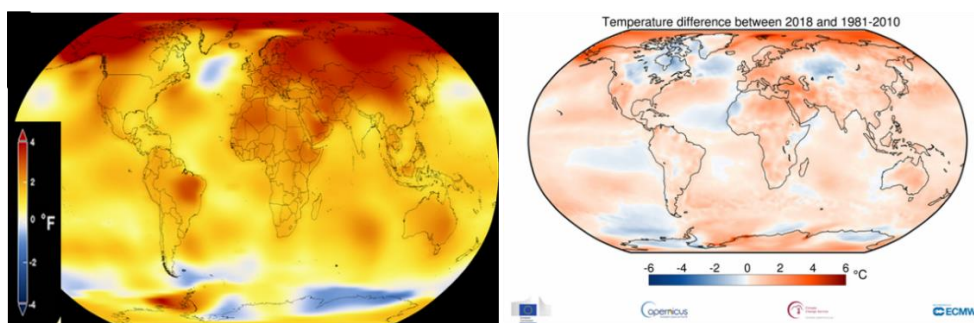 4
2
0 °F
-2
-4
Temperature difference between 2018 and 1981-2010
-6 -4 -2 0 2 4 6 °C
opernicus
ECMW